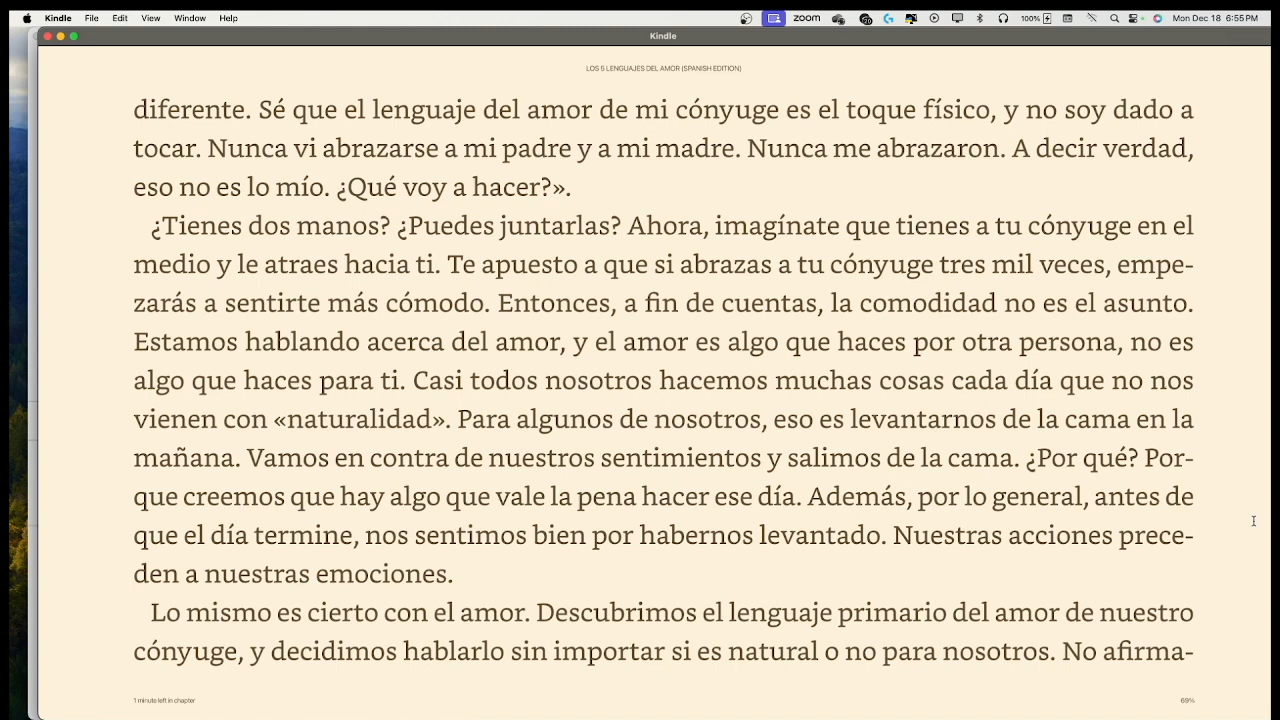 Kindle File Edit View Window Help zoom 100% Mon Dec 18 6:55 PM
Kindle
LOS 5 LENGUAJES DEL AMOR (SPANISH EDITION)
diferente. Sé que el lenguaje del amor de mi cónyuge es el toque físico, y no soy dado a
tocar. Nunca vi abrazarse a mi padre y a mi madre. Nunca me abrazaron. A decir verdad,
eso no es lo mío. ¿Qué voy a hacer?».
¿Tienes dos manos? ¿Puedes juntarlas? Ahora, imagínate que tienes a tu cónyuge en el
medio y le atraes hacia ti. Te apuesto a que si abrazas a tu cónyuge tres mil veces, empe-
zarás a sentirte más cómodo. Entonces, a fin de cuentas, la comodidad no es el asunto.
Estamos hablando acerca del amor, y el amor es algo que haces por otra persona, no es
algo que haces para ti. Casi todos nosotros hacemos muchas cosas cada día que no nos
vienen con «naturalidad». Para algunos de nosotros, eso es levantarnos de la cama en la
mañana. Vamos en contra de nuestros sentimientos y salimos de la cama. ¿Por qué? Por-
que creemos que hay algo que vale la pena hacer ese día. Además, por lo general, antes de
que el día termine, nos sentimos bien por habernos levantado. Nuestras acciones prece-
den a nuestras emociones.
Lo mismo es cierto con el amor. Descubrimos el lenguaje primario del amor de nuestro
cónyuge, y decidimos hablarlo sin importar si es natural o no para nosotros. No afirma-
1 minute left in chapter 69%